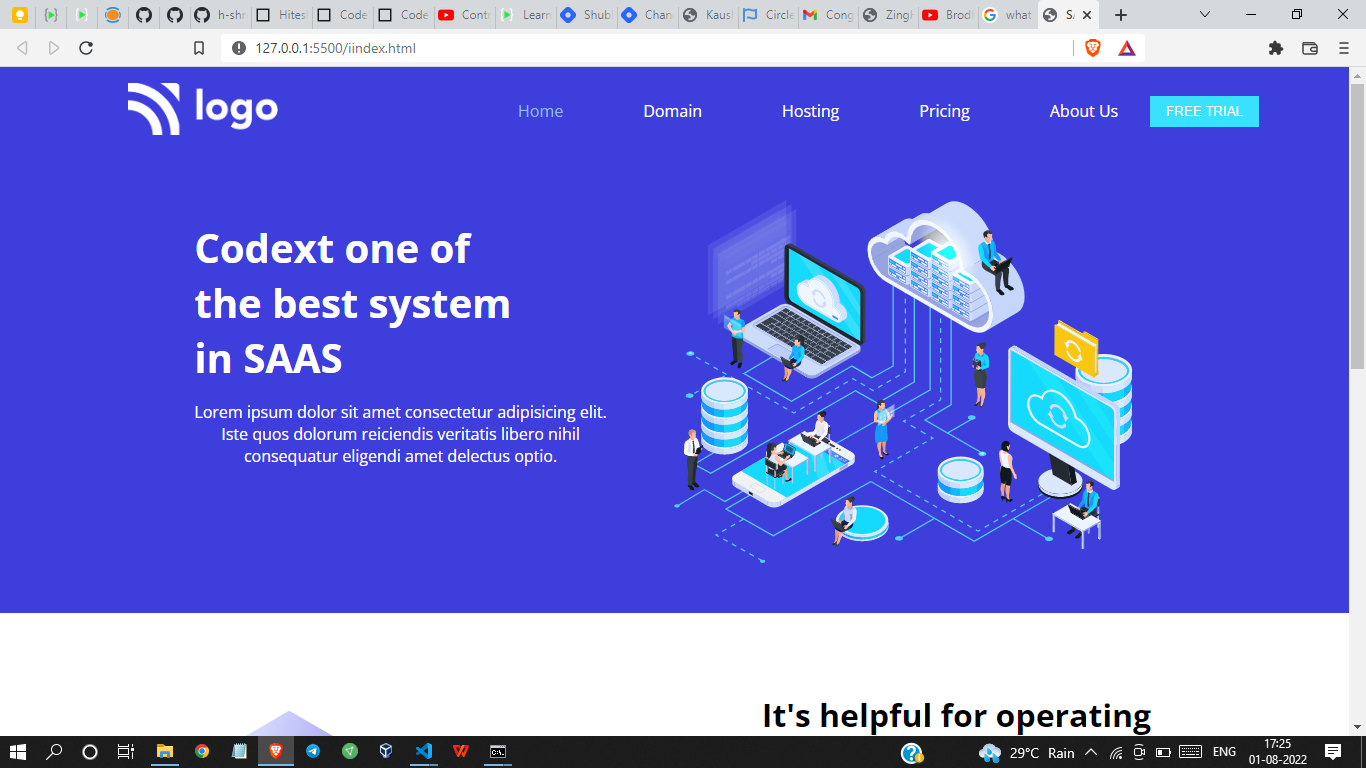 h-shr
Hites
Code
Code
Cont
Learn
Shub
Chan
Kaus
Circle
Cong
Zing
Brod
what
SA
127.0.0.1:5500/iindex.html
logo
Home
Domain
Hosting
Pricing
About Us
FREE TRIAL
Codext one of
the best system
in SAAS
Lorem ipsum dolor sit amet consectetur adipisicing elit.
Iste quos dolorum reiciendis veritatis libero nihil
consequatur eligendi amet delectus optio.
It's helpful for operating
29°C Rain
ENG
17:25
01-08-2022